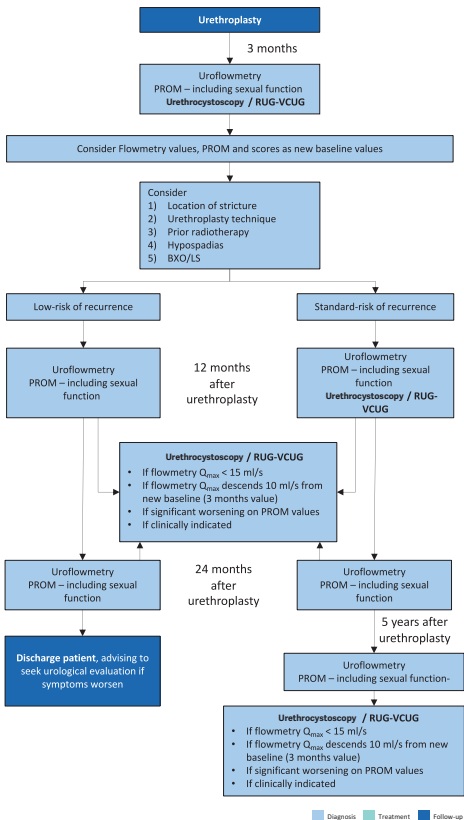 Urethroplasty
3 months
Uroflowmetry
PROM – including sexual function
Urethrocystoscopy / RUG-VCUG
Consider Flowmetry values, PROM and scores as new baseline values
Consider
1) Location of stricture
2) Urethroplasty technique
3) Prior radiotherapy
4) Hypospadias
5) BXO/LS
Low-risk of recurrence
Standard-risk of recurrence
Uroflowmetry
PROM – including sexual
function
12 months
after
urethroplasty
Uroflowmetry
PROM – including sexual
function
Urethrocystoscopy / RUG-
VCUG
Urethrocystoscopy / RUG-VCUG
• If flowmetry Qmax < 15 ml/s
• If flowmetry Qmax descends 10 ml/s from
new baseline (3 months value)
• If significant worsening on PROM values
• If clinically indicated
Uroflowmetry
PROM – including sexual
function
24 months
after
urethroplasty
Uroflowmetry
PROM – including sexual
function
5 years after
urethroplasty
Discharge patient, advising to
seek urological evaluation if
symptoms worsen
Uroflowmetry
PROM – including sexual function-
Urethrocystoscopy / RUG-VCUG
• If flowmetry Qmax < 15 ml/s
• If flowmetry Qmax descends 10 ml/s from new
baseline (3 months value)
• If significant worsening on PROM values
• If clinically indicated
Diagnosis
Treatment
Follow-up